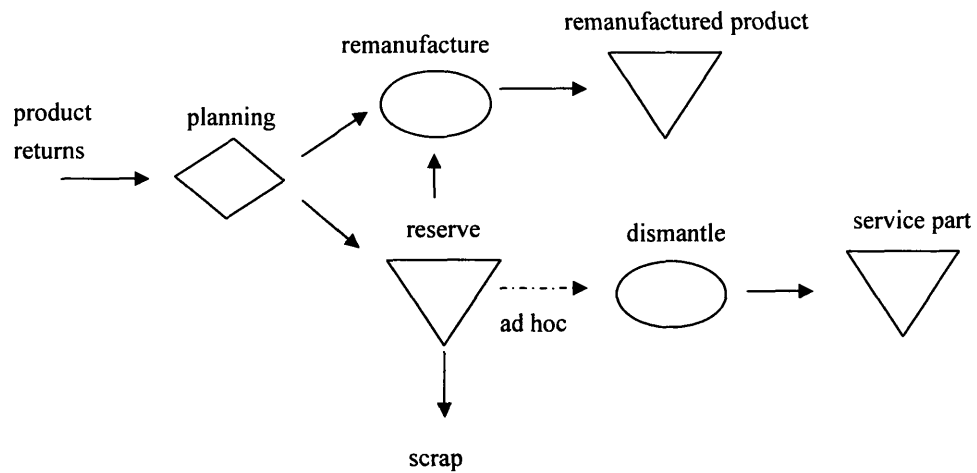 remanufactured product
remanufacture
product
returns
planning
reserve
dismantle
service part
ad hoc
scrap